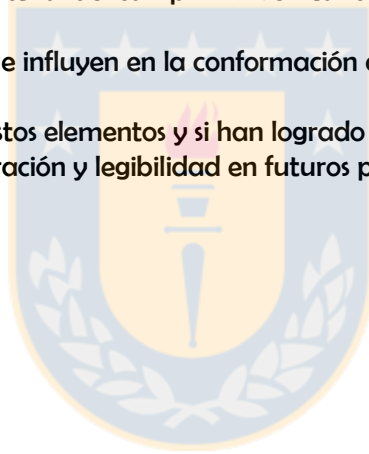 e influyen en la conformación
stos elementos y si han logrado
ración y legibilidad en futuros p